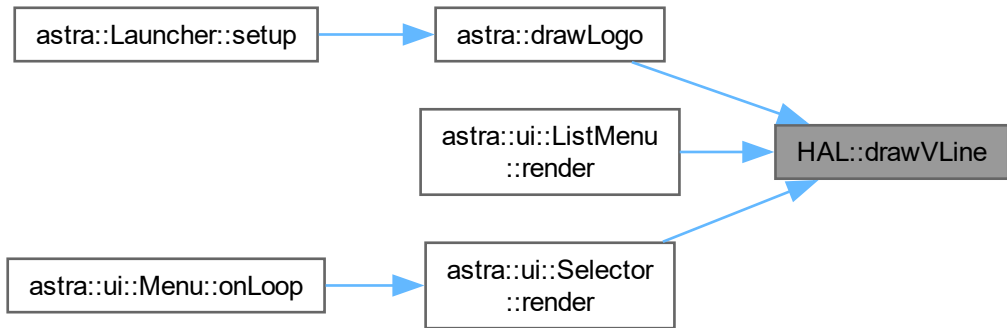 astra::Launcher::setup
astra::drawLogo
astra::ui::ListMenu
::render
HAL::drawVLine
astra::ui::Menu::onLoop
astra::ui::Selector
::render